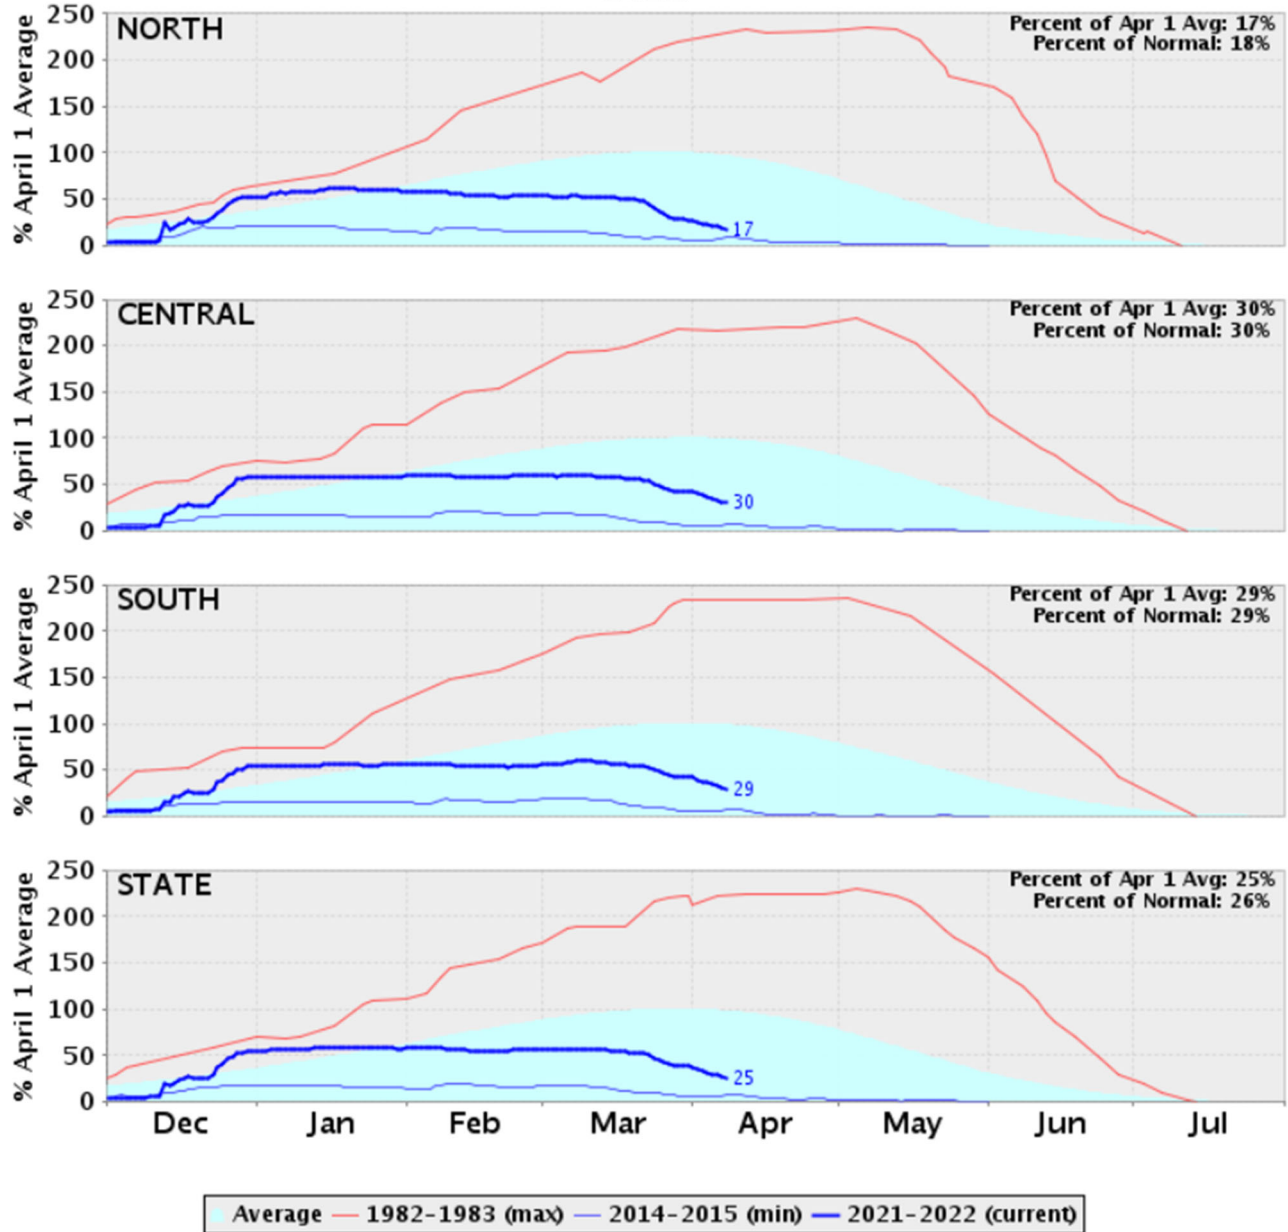 250
NORTH
Percent of Apr 1 Avg: 17%
Percent of Normal: 18%
200
150
100
50
0
% April 1 Average
17
250
CENTRAL
Percent of Apr 1 Avg: 30%
Percent of Normal: 30%
200
150
100
50
0
% April 1 Average
30
250
SOUTH
Percent of Apr 1 Avg: 29%
Percent of Normal: 29%
200
150
100
50
0
% April 1 Average
29
250
STATE
Percent of Apr 1 Avg: 25%
Percent of Normal: 26%
200
150
100
50
0
% April 1 Average
25
Dec Jan Feb Mar Apr May Jun Jul
Average 1982-1983 (max) 2014-2015 (min) 2021-2022 (current)